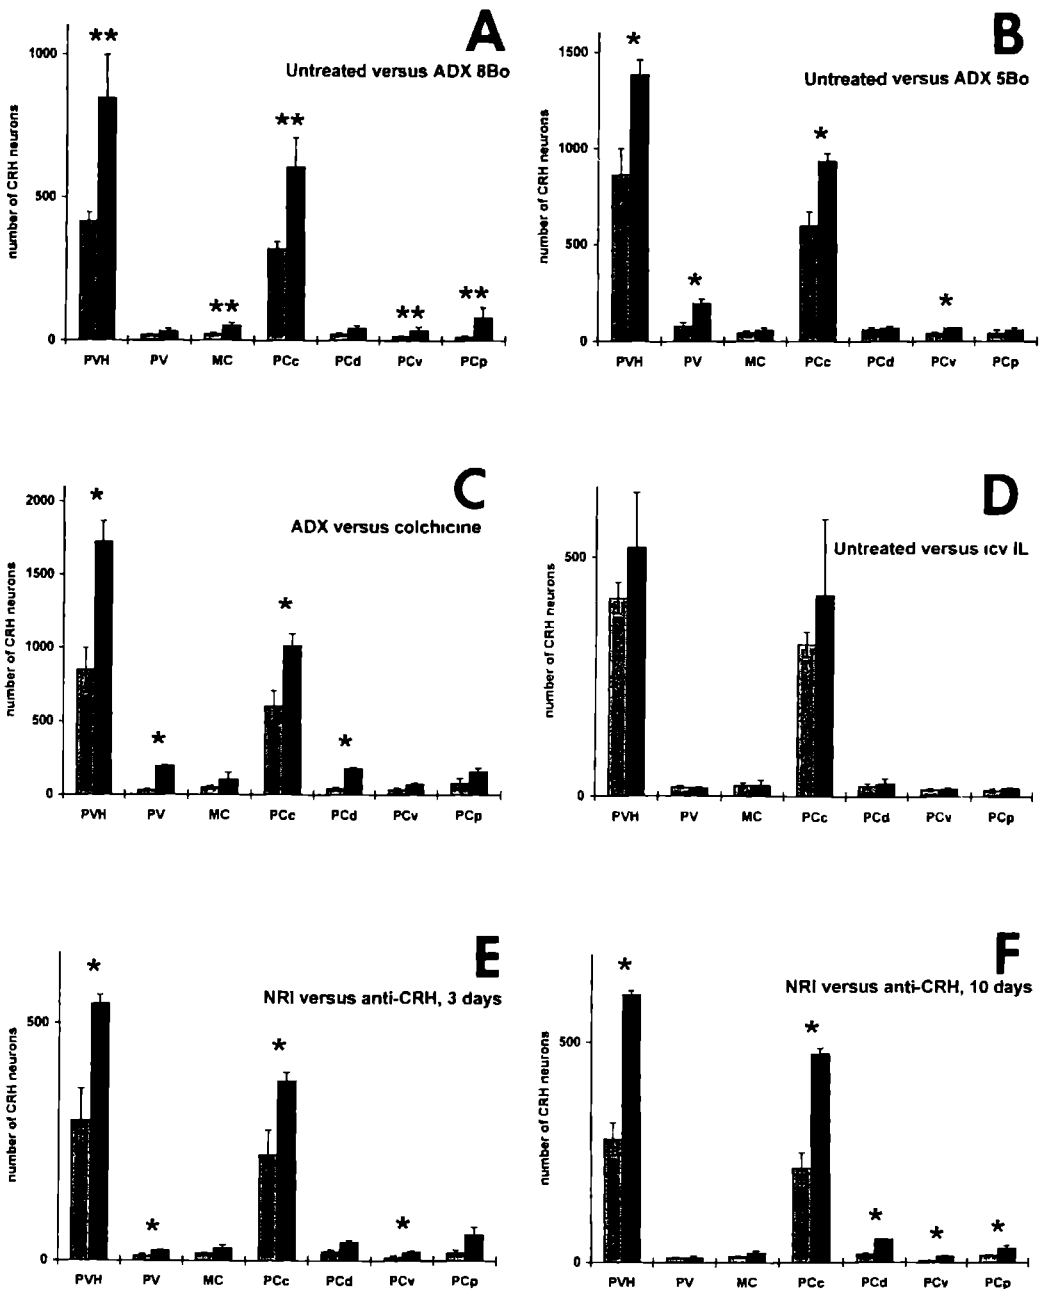 A
Untreated versus ADX 8Bo
number of CRH neurons
1000
500
0
** ** ** ** **
PVH PV MC PCc PCd PCv PCp
B
Untreated versus ADX 5Bo
number of CRH neurons
1500
1000
500
0
* * * *
PVH PV MC PCc PCd PCv PCp
C
ADX versus colchicine
number of CRH neurons
2000
1500
1000
500
0
* * * *
PVH PV MC PCc PCd PCv PCp
D
Untreated versus icv IL
number of CRH neurons
500
0
PVH PV MC PCc PCd PCv PCp
E
NRI versus anti-CRH, 3 days
number of CRH neurons
500
0
* * * *
PVH PV MC PCc PCd PCv PCp
F
NRI versus anti-CRH, 10 days
number of CRH neurons
500
0
* * * * *
PVH PV MC PCc PCd PCv PCp